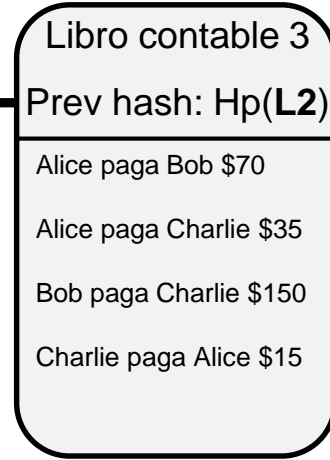 Libro contable 3
Prev hash: Hp(L2)
Alice paga Bob $70
Alice paga Charlie $35
Bob paga Charlie $150
Charlie paga Alice $15